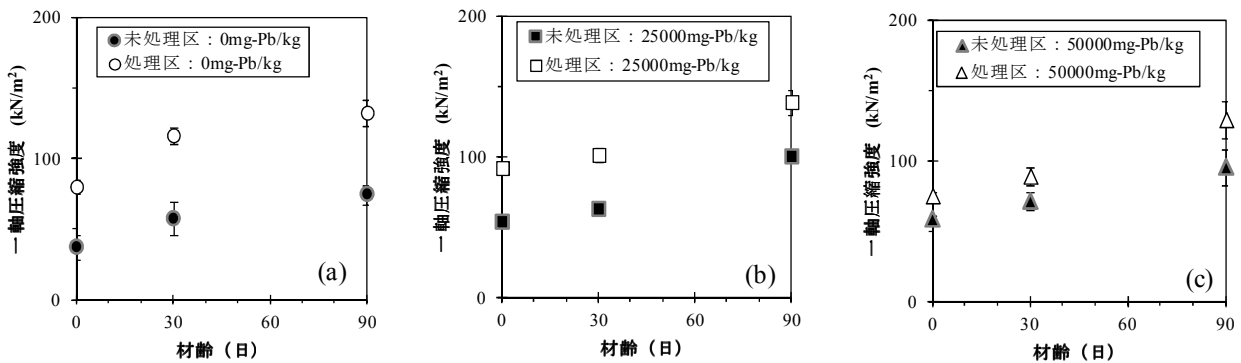 一軸圧縮強度 (kN/m²)
200
100
0
未処理区：0mg-Pb/kg
処理区：0mg-Pb/kg
(a)
0 30 60 90
材齢（日）
一軸圧縮強度 (kN/m²)
200
100
0
未処理区：25000mg-Pb/kg
処理区：25000mg-Pb/kg
(b)
0 30 60 90
材齢（日）
一軸圧縮強度 (kN/m²)
200
100
0
未処理区：50000mg-Pb/kg
処理区：50000mg-Pb/kg
(c)
0 30 60 90
材齢（日）